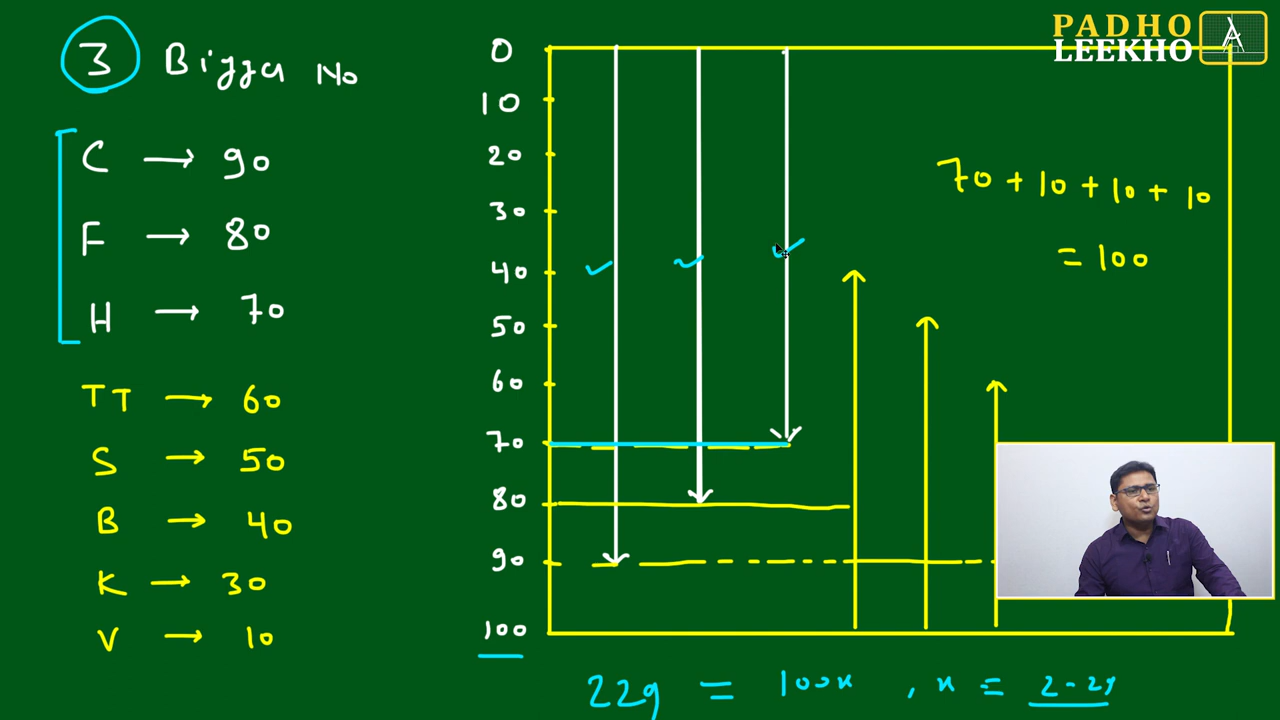 PADHO
LEEKHO
3 Bigger No
C → 90
F → 80
H → 70
TT → 60
S → 50
B → 40
K → 30
V → 10
0
10
20
30
40
50
60
70
80
90
100
70 + 10 + 10 + 10
= 100
229 = 100x , x = 2.29